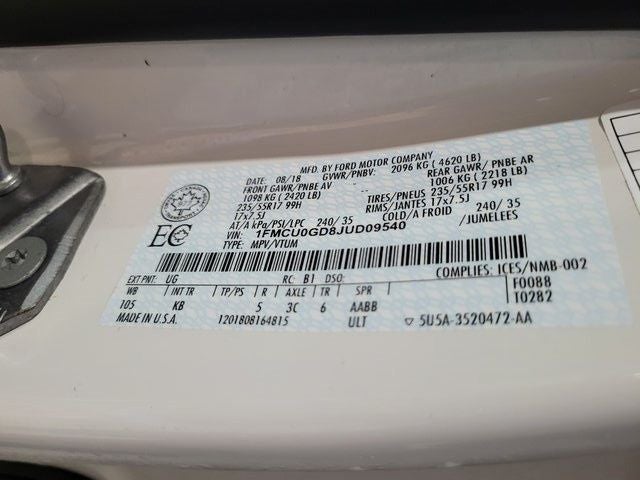 MFD. BY FORD MOTOR COMPANY
DATE: 08/18 GVWR/PNBV: 2096 KG ( 4620 LB)
FRONT GAWR/PNBE AV REAR GAWR/ PNBE AR
1098 KG ( 2420 LB) 1006 KG ( 2218 LB)
235/55R17 99H TIRES/PNEUS 235/55R17 99H
17x7.5J RIMS/JANTES 17x7.5J
AT/A kPa/PSI/LPC 240/ 35 COLD/A FROID 240/ 35
VIN: 1FMCU0GD8JUD09540 /JUMELEES
TYPE: MPV/VTUM
EC
EXT PNT: UG RC: B1 DSO: COMPLIES: ICES/NMB-002
WB INT TR TP/PS R AXLE TR SPR F0088
105 KB 5 3C 6 AABB T0282
MADE IN U.S.A. 1201808164815 ULT ▽ 5U5A-3520472-AA